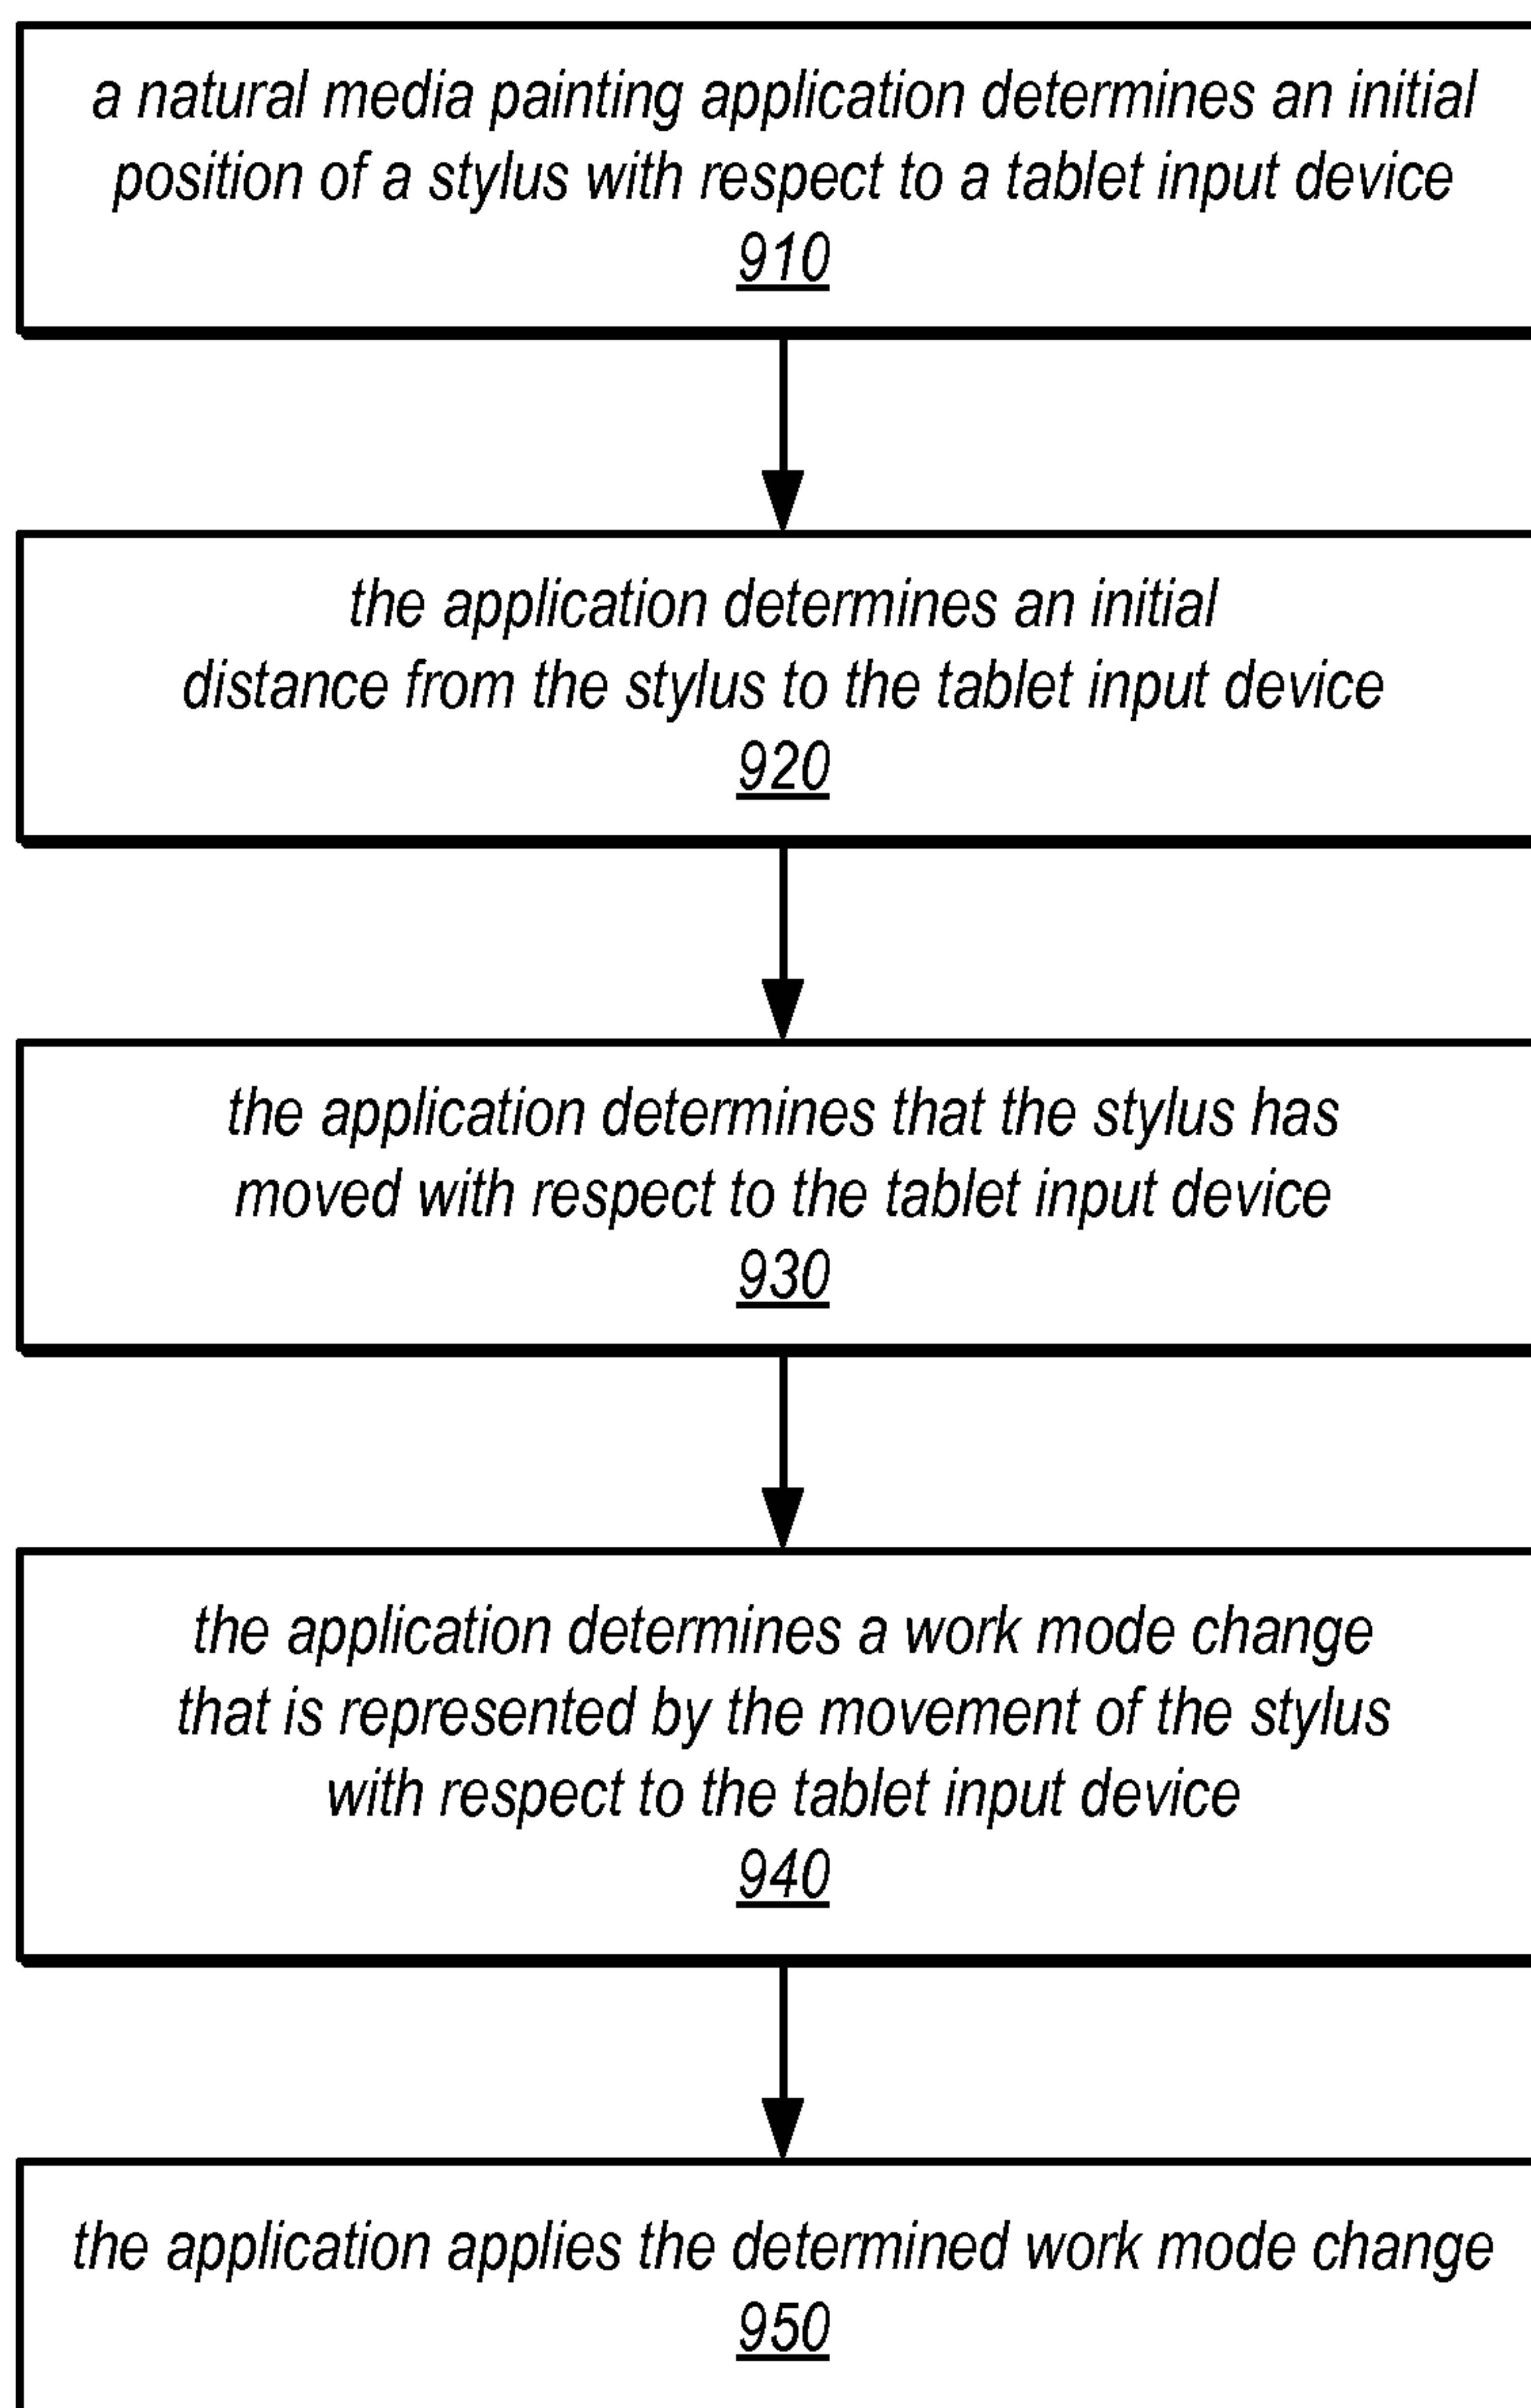 a natural media painting application determines an initial
position of a stylus with respect to a tablet input device
910
the application determines an initial
distance from the stylus to the tablet input device
920
the application determines that the stylus has
moved with respect to the tablet input device
930
the application determines a work mode change
that is represented by the movement of the stylus
with respect to the tablet input device
940
the application applies the determined work mode change
950